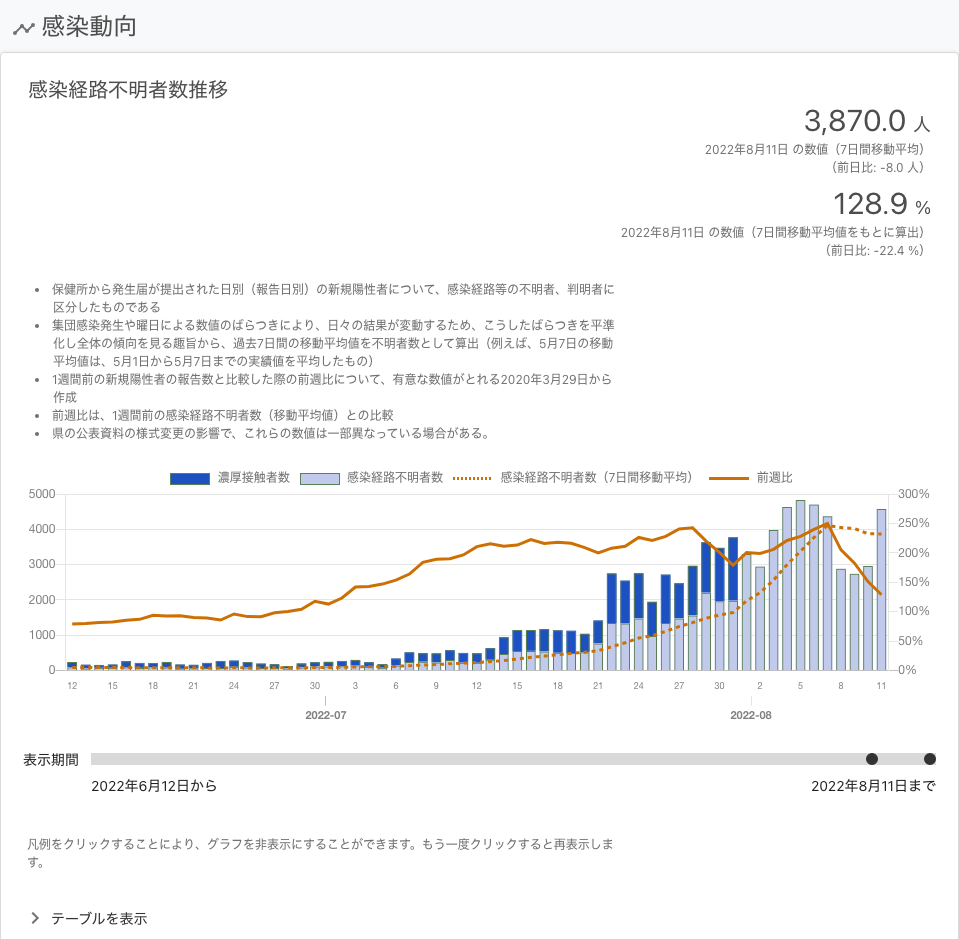 感染動向
感染経路不明者数推移
3,870.0 人
2022年8月11日 の数値（7日間移動平均）
（前日比: -8.0 人）
128.9 %
2022年8月11日 の数値（7日間移動平均値をもとに算出）
（前日比: -22.4 %）
• 保健所から発生届が提出された日別（報告日別）の新規陽性者について、感染経路等の不明者、判明者に
区分したものである
• 集団感染発生や曜日による数値のばらつきにより、日々の結果が変動するため、こうしたばらつきを平準
化し全体の傾向を見る趣旨から、過去7日間の移動平均値を不明者数として算出（例えば、5月7日の移動
平均値は、5月1日から5月7日までの実績値を平均したもの）
• 1週間前の新規陽性者の報告数と比較した際の前週比について、有意な数値がとれる2020年3月29日から
作成
• 前週比は、1週間前の感染経路不明者数（移動平均値）との比較
• 県の公表資料の様式変更の影響で、これらの数値は一部異なっている場合がある。
濃厚接触者数 感染経路不明者数 感染経路不明者数（7日間移動平均） 前週比
5000 300%
250%
4000
200%
3000
150%
2000
100%
1000
50%
0 0%
12 15 18 21 24 27 30 3 6 9 12 15 18 21 24 27 30 2 5 8 11
2022-07 2022-08
表示期間
2022年6月12日から 2022年8月11日まで
凡例をクリックすることにより、グラフを非表示にすることができます。もう一度クリックすると再表示しま
す。
テーブルを表示